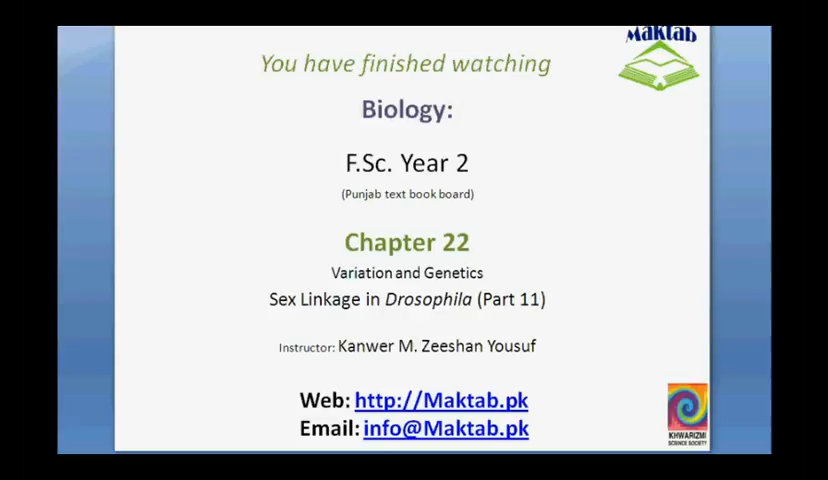 Maktab
You have finished watching
Biology:
F.Sc. Year 2
(Punjab text book board)
Chapter 22
Variation and Genetics
Sex Linkage in Drosophila (Part 11)
Instructor: Kanwer M. Zeeshan Yousuf
Web: http://Maktab.pk
Email: info@Maktab.pk
KHWARIZMI
SCIENCE SOCIETY